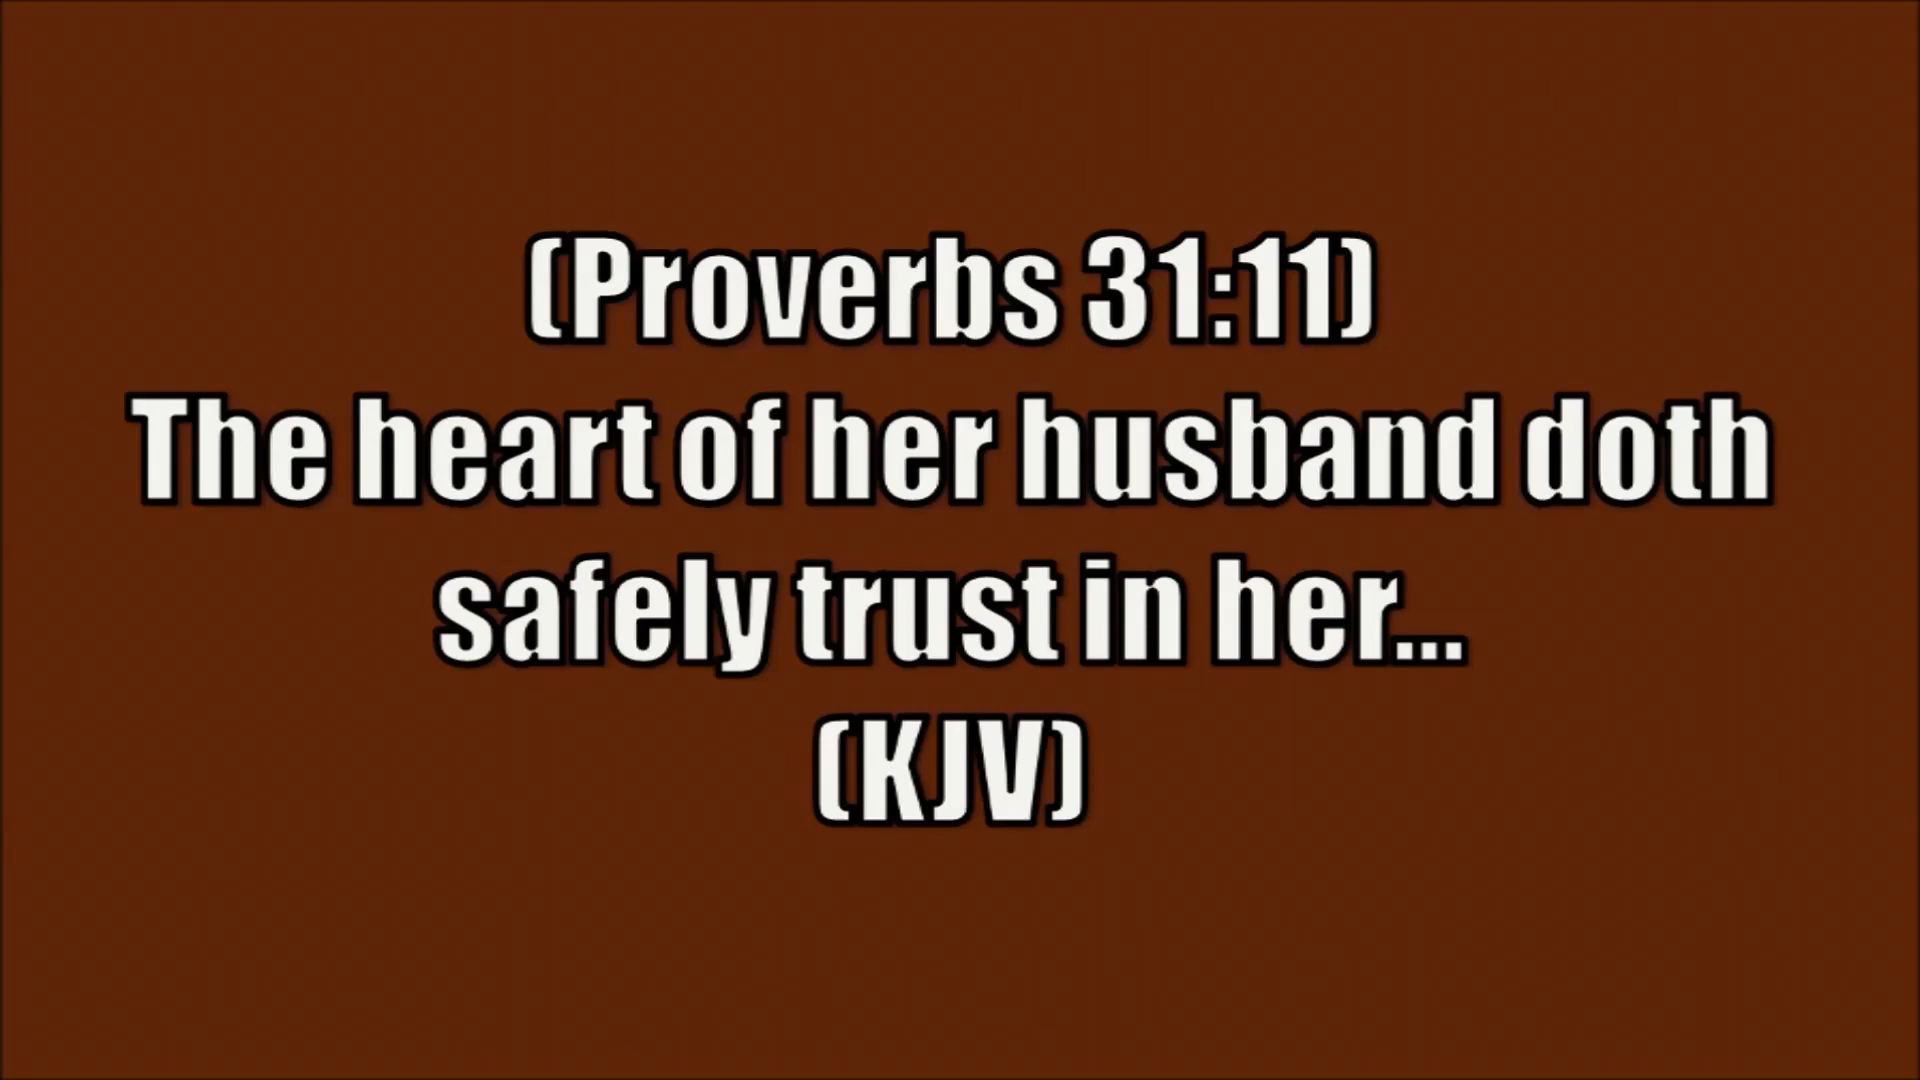 (Proverbs 31:11)
The heart of her husband doth
safely trust in her...
(KJV)